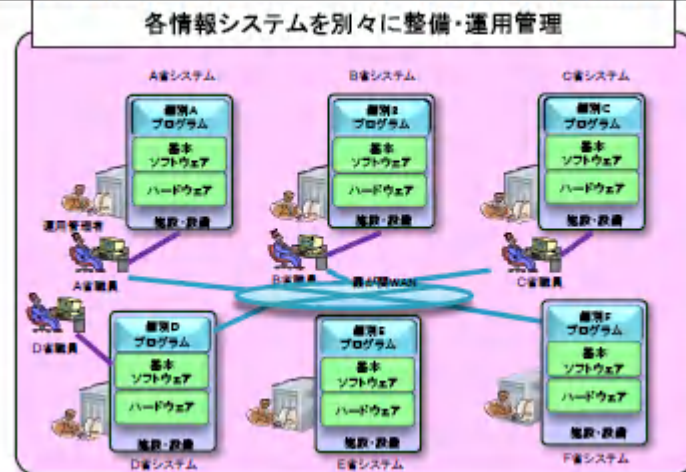 各情報システムを別々に整備・運用管理
A省システム
B省システム
C省システム
個別A
プログラム
基本
ソフトウェア
ハードウェア
施設・設備
個別B
プログラム
基本
ソフトウェア
ハードウェア
施設・設備
個別C
プログラム
基本
ソフトウェア
ハードウェア
施設・設備
運用管理者
A省職員
B省職員
C省職員
霞が関WAN
D省職員
個別D
プログラム
基本
ソフトウェア
ハードウェア
施設・設備
個別E
プログラム
基本
ソフトウェア
ハードウェア
施設・設備
個別F
プログラム
基本
ソフトウェア
ハードウェア
施設・設備
D省システム
E省システム
F省システム